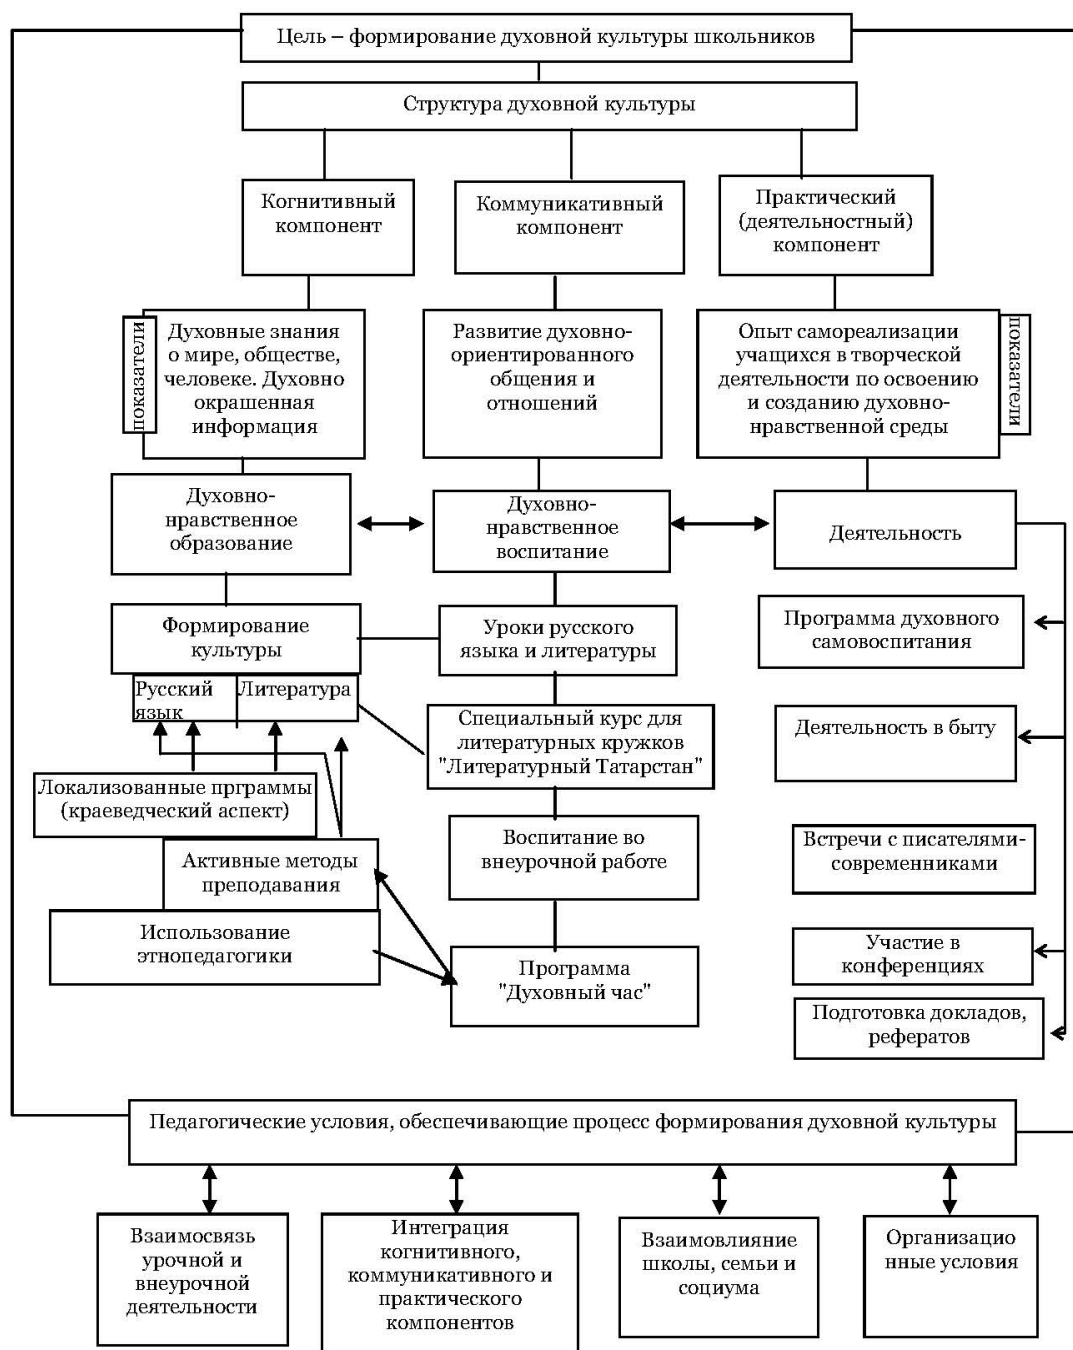 Цель – формирование духовной культуры школьников
Структура духовной культуры
Когнитивный
компонент
Коммуникативный
компонент
Практический
(деятельностный)
компонент
показатели
Духовные знания
о мире, обществе,
человеке. Духовно
окрашенная
информация
Развитие духовно-
ориентированного
общения и
отношений
Опыт самореализации
учащихся в творческой
деятельности по освоению
и созданию духовно-
нравственной среды
показатели
Духовно-
нравственное
образование
Духовно-
нравственное
воспитание
Деятельность
Формирование
культуры
Уроки русского
языка и литературы
Программа духовного
самовоспитания
Русский
язык
Литература
Специальный курс для
литературных кружков
"Литературный Татарстан"
Деятельность в быту
Локализованные прграммы
(краеведческий аспект)
Воспитание во
внеурочной работе
Встречи с писателями-
современниками
Активные методы
преподавания
Использование
этнопедагогики
Программа
"Духовный час"
Участие в
конференциях
Подготовка докладов,
рефератов
Педагогические условия, обеспечивающие процесс формирования духовной культуры
Взаимосвязь
урочной и
внеурочной
деятельности
Интеграция
когнитивного,
коммуникативного и
практического
компонентов
Взаимовлияние
школы, семьи и
социума
Организацио
нные условия